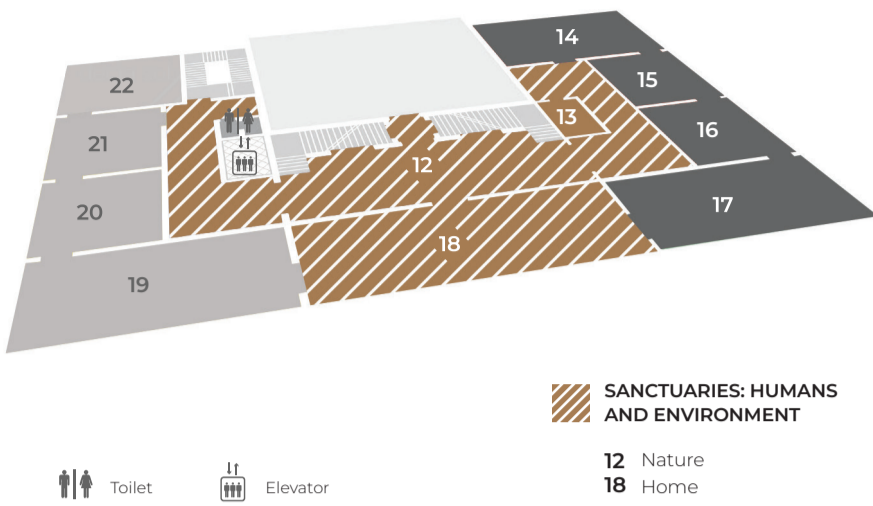 14
22
15
13
16
21
12
20
17
18
19
SANCTUARIES: HUMANS
AND ENVIRONMENT
12 Nature
18 Home
Toilet
Elevator